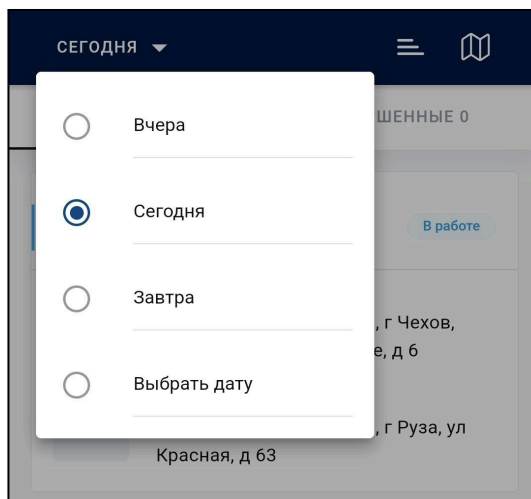 СЕГОДНЯ
ШЕННЫЕ 0
Вчера
Сегодня
В работе
Завтра
, г Чехов,
е, д 6
Выбрать дату
, г Руза, ул
Красная, д 63